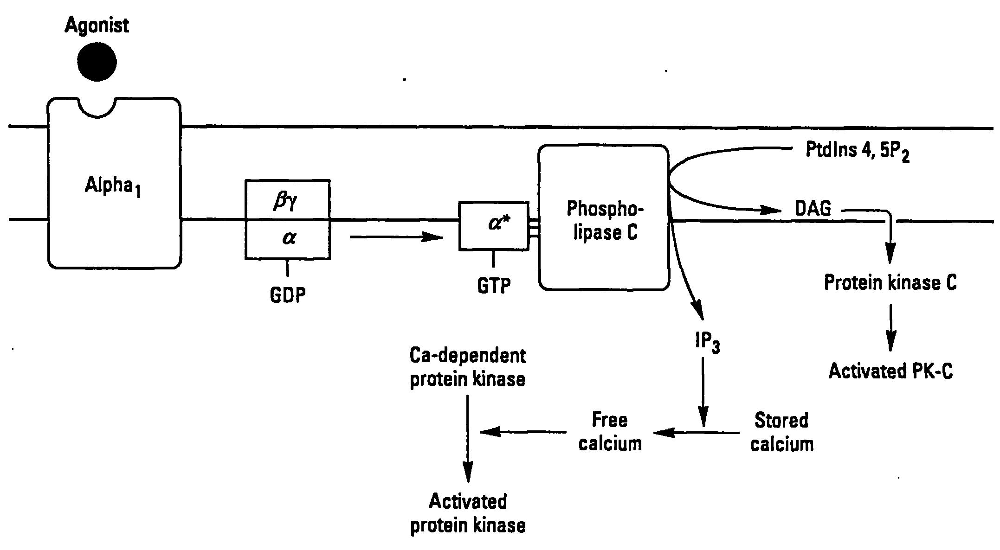 Agonist
Alpha₁
βγ
α
GDP
α*
GTP
Phospho-
lipase C
PtdIns 4, 5P₂
DAG
Protein kinase C
Activated PK-C
IP₃
Ca-dependent
protein kinase
Free
calcium
Stored
calcium
Activated
protein kinase